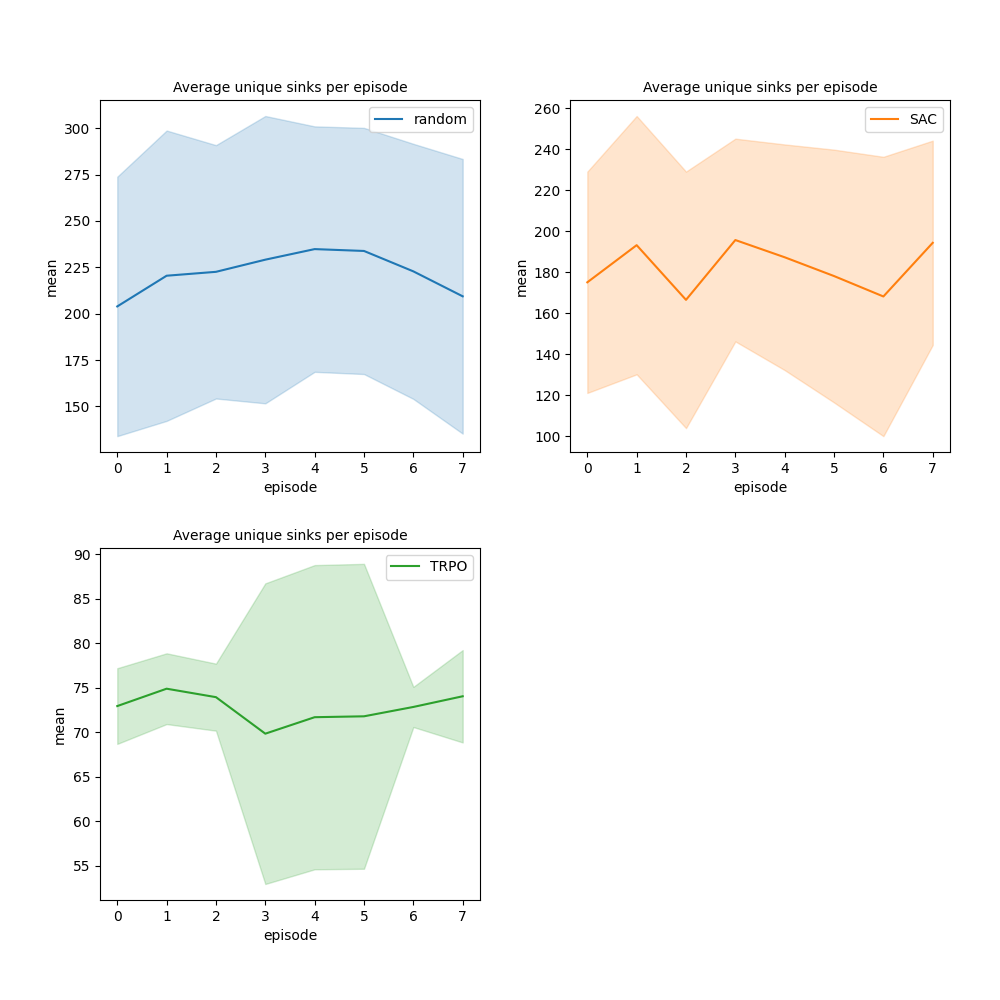 Average unique sinks per episode
random
300
275
250
225
200
175
150
mean
0 1 2 3 4 5 6 7
episode
Average unique sinks per episode
SAC
260
240
220
200
180
160
140
120
100
mean
0 1 2 3 4 5 6 7
episode
Average unique sinks per episode
TRPO
90
85
80
75
70
65
60
55
mean
0 1 2 3 4 5 6 7
episode